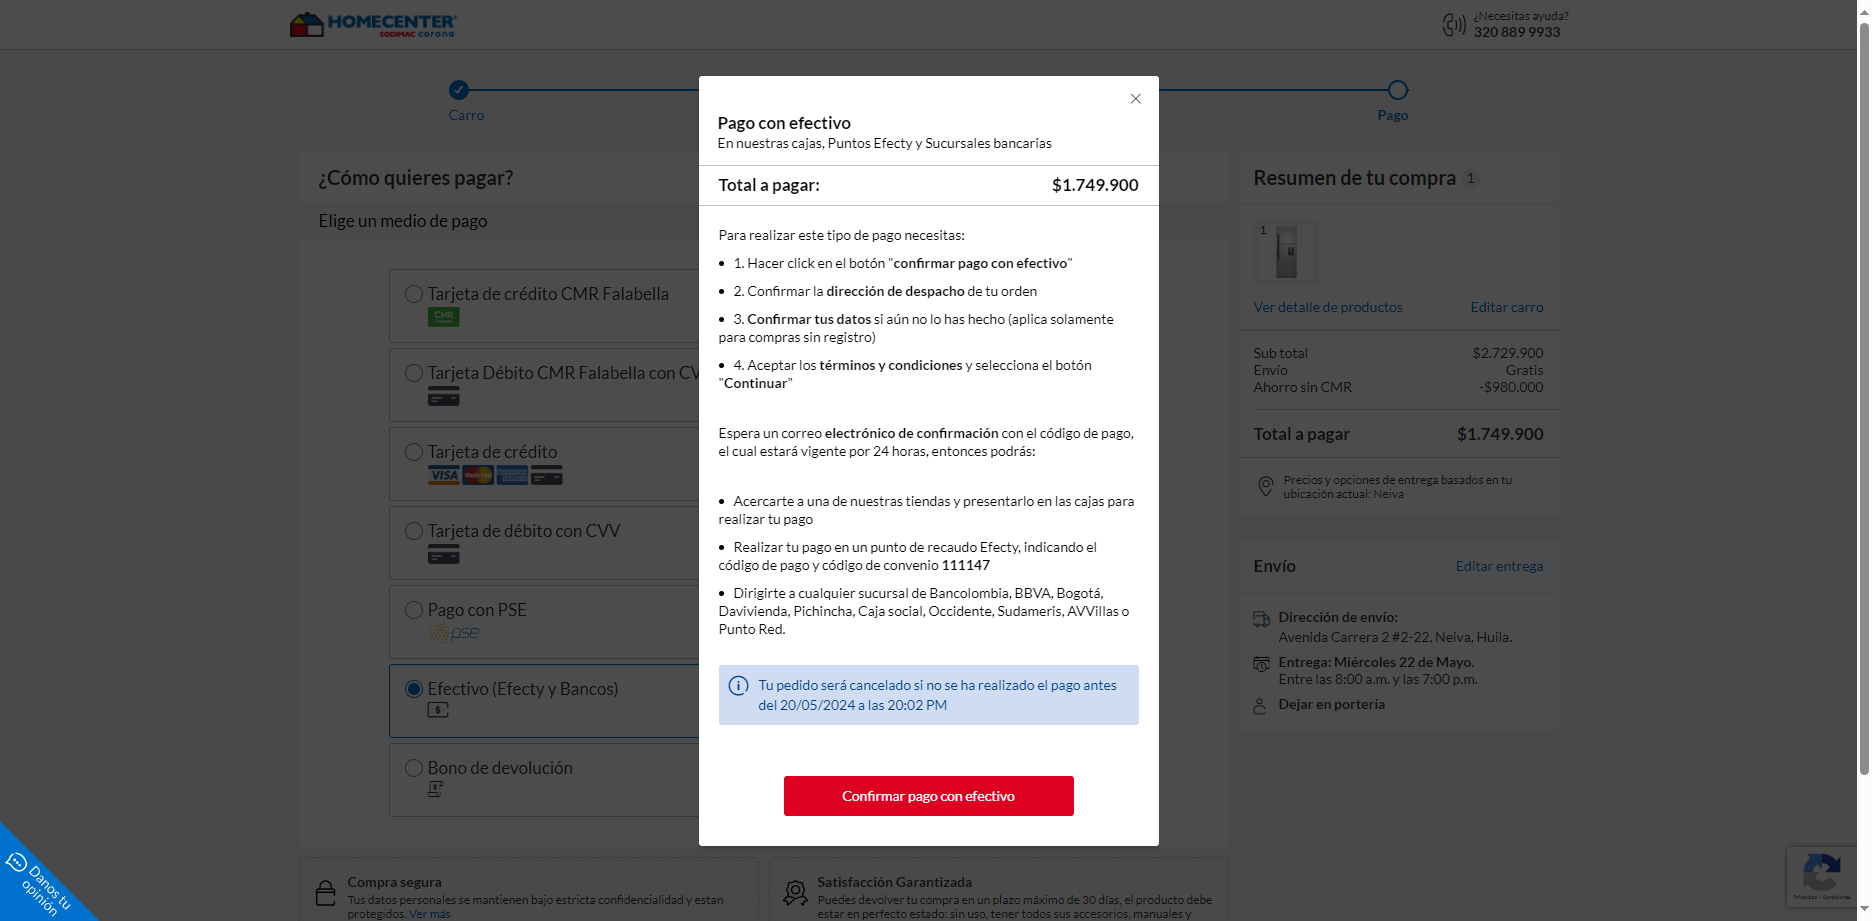 HOMECENTER
SODIMAC corona
¿Necesitas ayuda?
320 889 9933
Carro
Pago
¿Cómo quieres pagar?
Elige un medio de pago
Tarjeta de crédito CMR Falabella
CMR
Tarjeta Débito CMR Falabella con CV
Tarjeta de crédito
VISA
Tarjeta de débito con CVV
Pago con PSE
pse
Efectivo (Efecty y Bancos)
Bono de devolución
Pago con efectivo
En nuestras cajas, Puntos Efecty y Sucursales bancarias
Total a pagar: $1.749.900
Para realizar este tipo de pago necesitas:
• 1. Hacer click en el botón "confirmar pago con efectivo"
• 2. Confirmar la dirección de despacho de tu orden
• 3. Confirmar tus datos si aún no lo has hecho (aplica solamente
para compras sin registro)
• 4. Aceptar los términos y condiciones y selecciona el botón
"Continuar"
Espera un correo electrónico de confirmación con el código de pago,
el cual estará vigente por 24 horas, entonces podrás:
• Acercarte a una de nuestras tiendas y presentarlo en las cajas para
realizar tu pago
• Realizar tu pago en un punto de recaudo Efecty, indicando el
código de pago y código de convenio 111147
• Dirigirte a cualquier sucursal de Bancolombia, BBVA, Bogotá,
Davivienda, Pichincha, Caja social, Occidente, Sudameris, AVVillas o
Punto Red.
Tu pedido será cancelado si no se ha realizado el pago antes
del 20/05/2024 a las 20:02 PM
Confirmar pago con efectivo
Resumen de tu compra 1
1
Ver detalle de productos Editar carro
Sub total $2.729.900
Envío Gratis
Ahorro sin CMR -$980.000
Total a pagar $1.749.900
Precios y opciones de entrega basados en tu
ubicación actual: Neiva
Envío Editar entrega
Dirección de envío:
Avenida Carrera 2 #2-22, Neiva, Huila.
Entrega: Miércoles 22 de Mayo.
Entre las 8:00 a.m. y las 7:00 p.m.
Dejar en portería
Compra segura
Tus datos personales se mantienen bajo estricta confidencialidad y estan
protegidos. Ver más
Satisfacción Garantizada
Puedes devolver tu compra en un plazo máximo de 30 días, el producto debe
estar en perfecto estado: sin uso, tener todos sus accesorios, manuales y
Danos tu
opinión
Privacidad - Condiciones